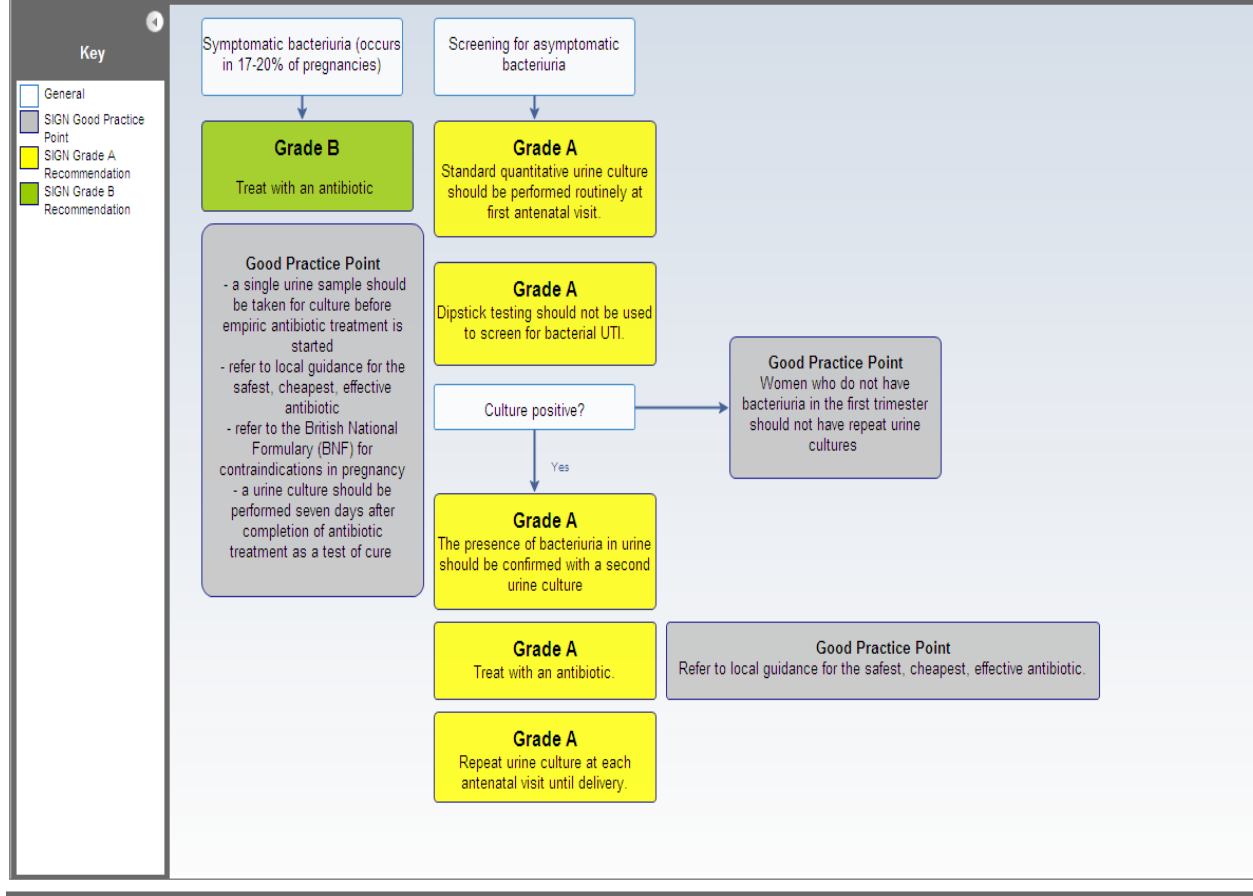 Key
General
SIGN Good Practice
Point
SIGN Grade A
Recommendation
SIGN Grade B
Recommendation
Symptomatic bacteriuria (occurs
in 17-20% of pregnancies)
Grade B
Treat with an antibiotic
Good Practice Point
- a single urine sample should
be taken for culture before
empiric antibiotic treatment is
started
- refer to local guidance for the
safest, cheapest, effective
antibiotic
- refer to the British National
Formulary (BNF) for
contraindications in pregnancy
- a urine culture should be
performed seven days after
completion of antibiotic
treatment as a test of cure
Screening for asymptomatic
bacteriuria
Grade A
Standard quantitative urine culture
should be performed routinely at
first antenatal visit.
Grade A
Dipstick testing should not be used
to screen for bacterial UTI.
Culture positive?
Good Practice Point
Women who do not have
bacteriuria in the first trimester
should not have repeat urine
cultures
Yes
Grade A
The presence of bacteriuria in urine
should be confirmed with a second
urine culture
Grade A
Treat with an antibiotic.
Good Practice Point
Refer to local guidance for the safest, cheapest, effective antibiotic.
Grade A
Repeat urine culture at each
antenatal visit until delivery.